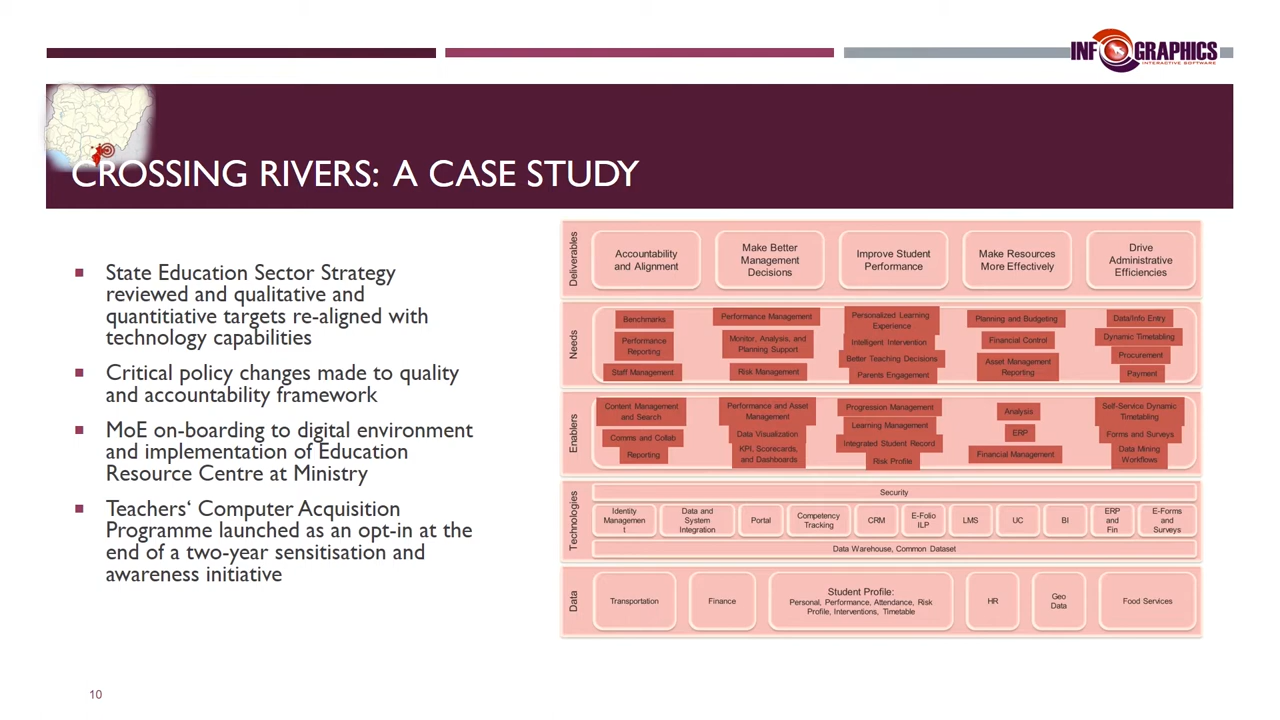 INFOGRAPHICS
INTERACTIVE SOFTWARE
CROSSING RIVERS: A CASE STUDY
State Education Sector Strategy
reviewed and qualitative and
quantitiative targets re-aligned with
technology capabilities
Critical policy changes made to quality
and accountability framework
MoE on-boarding to digital environment
and implementation of Education
Resource Centre at Ministry
Teachers‘ Computer Acquisition
Programme launched as an opt-in at the
end of a two-year sensitisation and
awareness initiative
Deliverables
Accountability
and Alignment
Make Better
Management
Decisions
Improve Student
Performance
Make Resources
More Effectively
Drive
Administrative
Efficiencies
Needs
Benchmarks
Performance
Reporting
Staff Management
Performance Management
Monitor, Analysis, and
Planning Support
Risk Management
Personalized Learning
Experience
Intelligent Intervention
Better Teaching Decisions
Parents Engagement
Planning and Budgeting
Financial Control
Asset Management
Reporting
Data/Info Entry
Dynamic Timetabling
Procurement
Payment
Enablers
Content Management
and Search
Comms and Collab
Reporting
Performance and Asset
Management
Data Visualization
KPI, Scorecards,
and Dashboards
Progression Management
Learning Management
Integrated Student Record
Risk Profile
Analysis
ERP
Financial Management
Self-Service Dynamic
Timetabling
Forms and Surveys
Data Mining
Workflows
Technologies
Security
Identity
Managemen
t
Data and
System
Integration
Portal
Competency
Tracking
CRM
E-Folio
ILP
LMS
UC
BI
ERP
and
Fin
E-Forms
and
Surveys
Data Warehouse, Common Dataset
Data
Transportation
Finance
Student Profile:
Personal, Performance, Attendance, Risk
Profile, Interventions, Timetable
HR
Geo
Data
Food Services
10